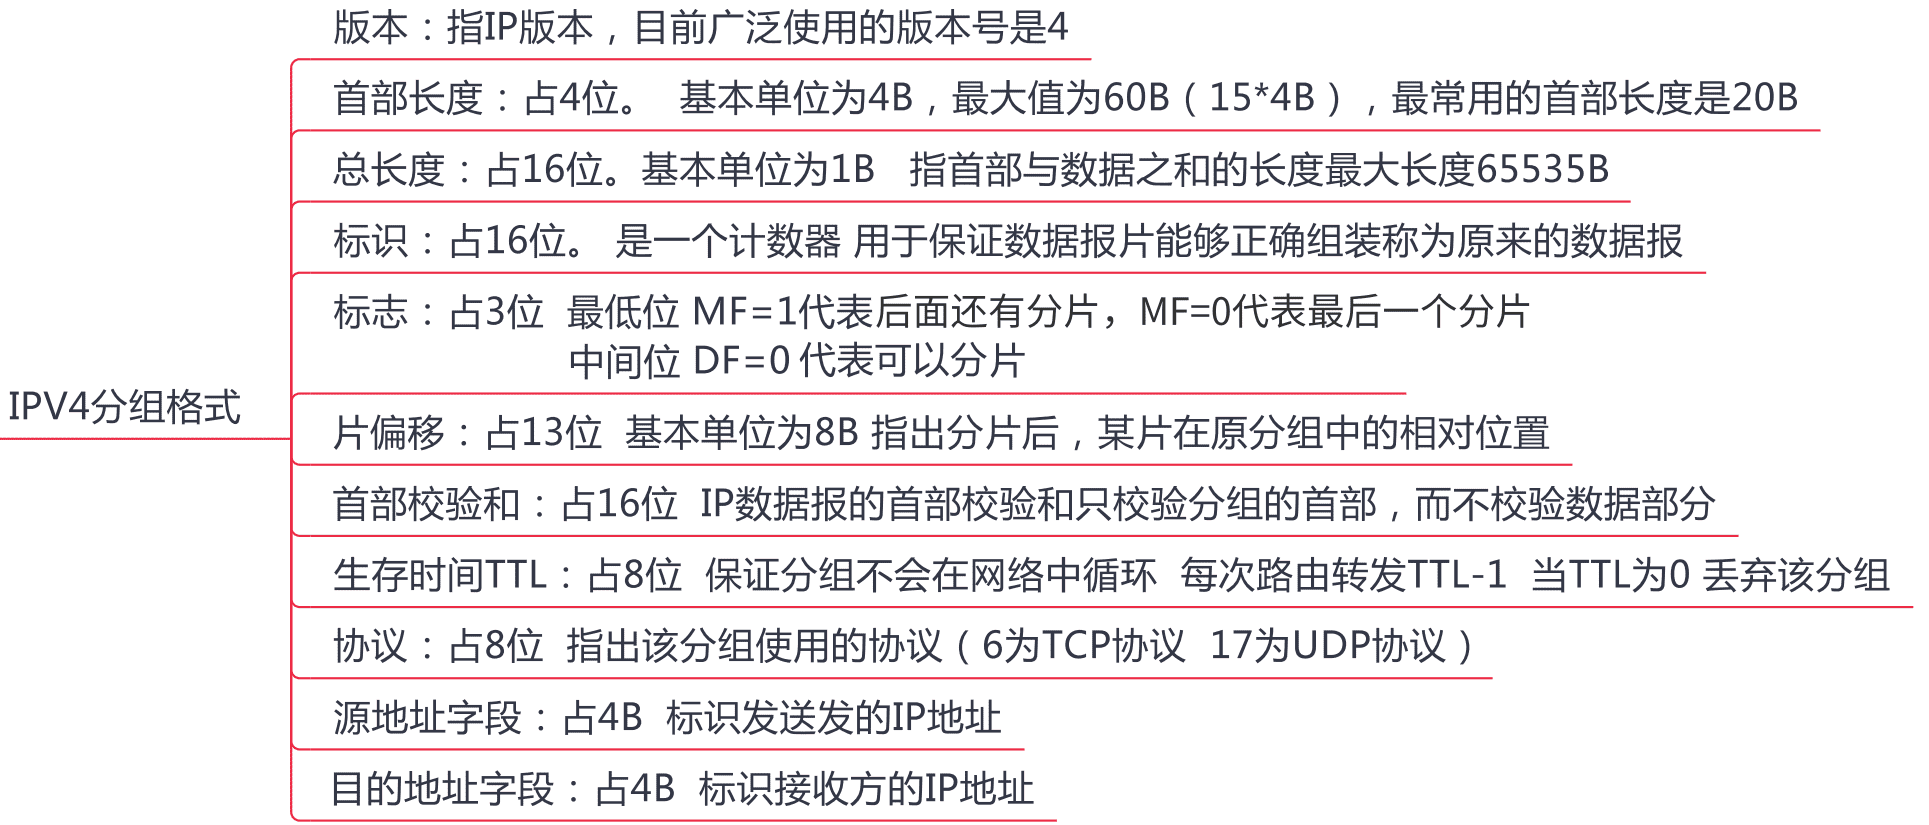 版本：指IP版本，目前广泛使用的版本号是4
首部长度：占4位。 基本单位为4B，最大值为60B（15*4B），最常用的首部长度是20B
总长度：占16位。基本单位为1B 指首部与数据之和的长度最大长度65535B
标识：占16位。 是一个计数器 用于保证数据报片能够正确组装称为原来的数据报
标志：占3位 最低位 MF=1代表后面还有分片，MF=0代表最后一个分片
中间位 DF=0 代表可以分片
IPV4分组格式
片偏移：占13位 基本单位为8B 指出分片后，某片在原分组中的相对位置
首部校验和：占16位 IP数据报的首部校验和只校验分组的首部，而不校验数据部分
生存时间TTL：占8位 保证分组不会在网络中循环 每次路由转发TTL-1 当TTL为0 丢弃该分组
协议：占8位 指出该分组使用的协议（6为TCP协议 17为UDP协议）
源地址字段：占4B 标识发送发的IP地址
目的地址字段：占4B 标识接收方的IP地址